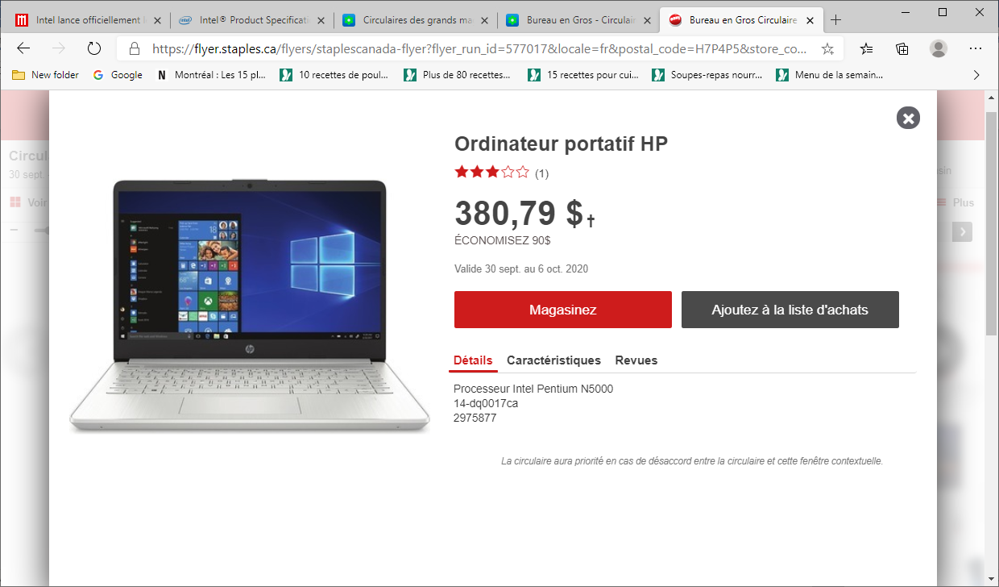 Intel lance officiellement l
Intel® Product Specificati
Circulaires des grands ma
Bureau en Gros - Circulair
Bureau en Gros Circulaire
https://flyer.staples.ca/flyers/staplescanada-flyer?flyer_run_id=577017&locale=fr&postal_code=H7P4P5&store_co...
New folder
Google
Montréal : Les 15 pl...
10 recettes de poul...
Plus de 80 recettes...
15 recettes pour cui...
Soupes-repas nourr...
Menu de la semain...
Circul
30 sept.
Voir
sin
Plus
Ordinateur portatif HP
(1)
380,79 $†
ÉCONOMISEZ 90$
Valide 30 sept. au 6 oct. 2020
Magasinez
Ajoutez à la liste d'achats
Détails Caractéristiques Revues
Processeur Intel Pentium N5000
14-dq0017ca
2975877
La circulaire aura priorité en cas de désaccord entre la circulaire et cette fenêtre contextuelle.